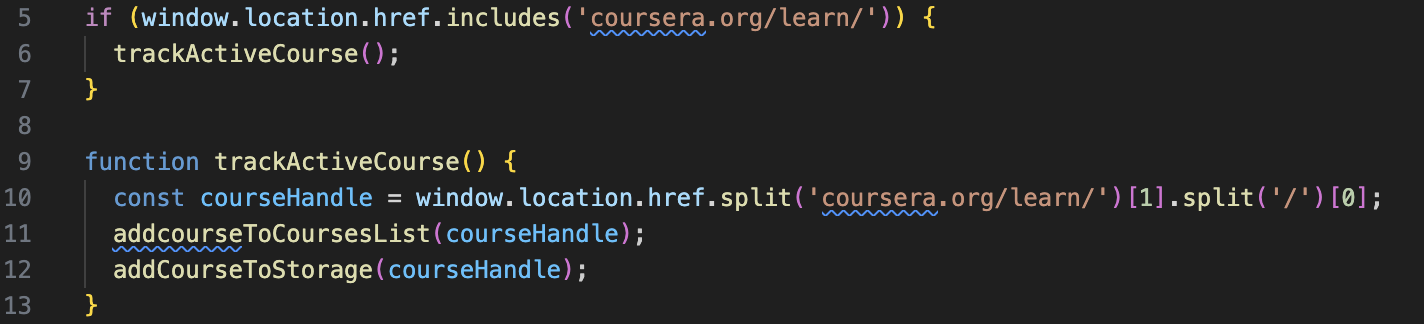 5 if (window.location.href.includes('coursera.org/learn/')) {
6 trackActiveCourse();
7 }
8
9 function trackActiveCourse() {
10 const courseHandle = window.location.href.split('coursera.org/learn/')[1].split('/')[0];
11 addcourseToCoursesList(courseHandle);
12 addCourseToStorage(courseHandle);
13 }